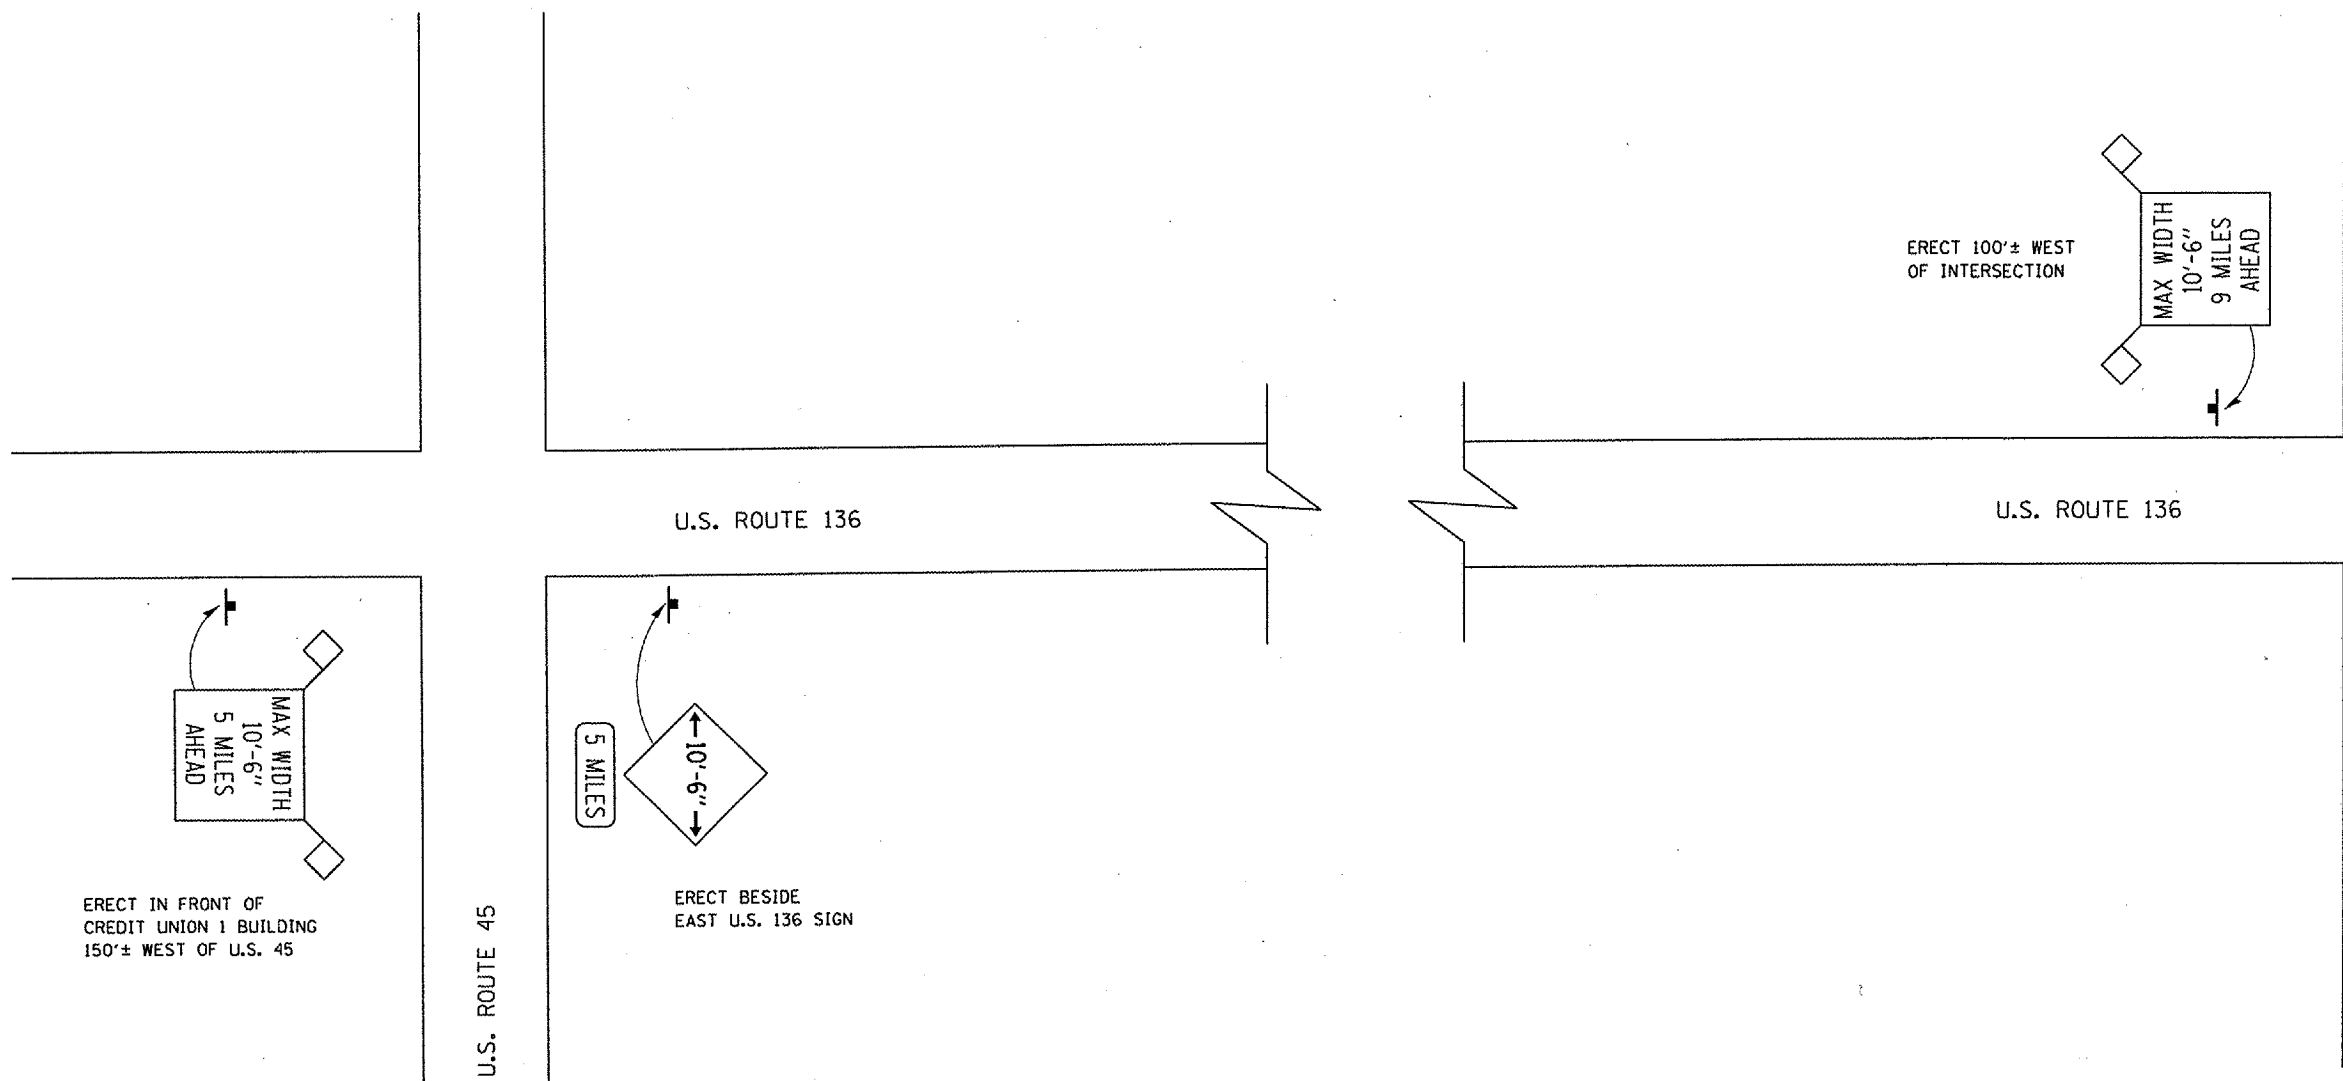 ERECT 100'± WEST
OF INTERSECTION
MAX WIDTH
10'-6"
9 MILES
AHEAD
U.S. ROUTE 136
U.S. ROUTE 136
MAX WIDTH
10'-6"
5 MILES
AHEAD
10'-6"
5 MILES
ERECT IN FRONT OF
CREDIT UNION 1 BUILDING
150'± WEST OF U.S. 45
U.S. ROUTE 45
ERECT BESIDE
EAST U.S. 136 SIGN